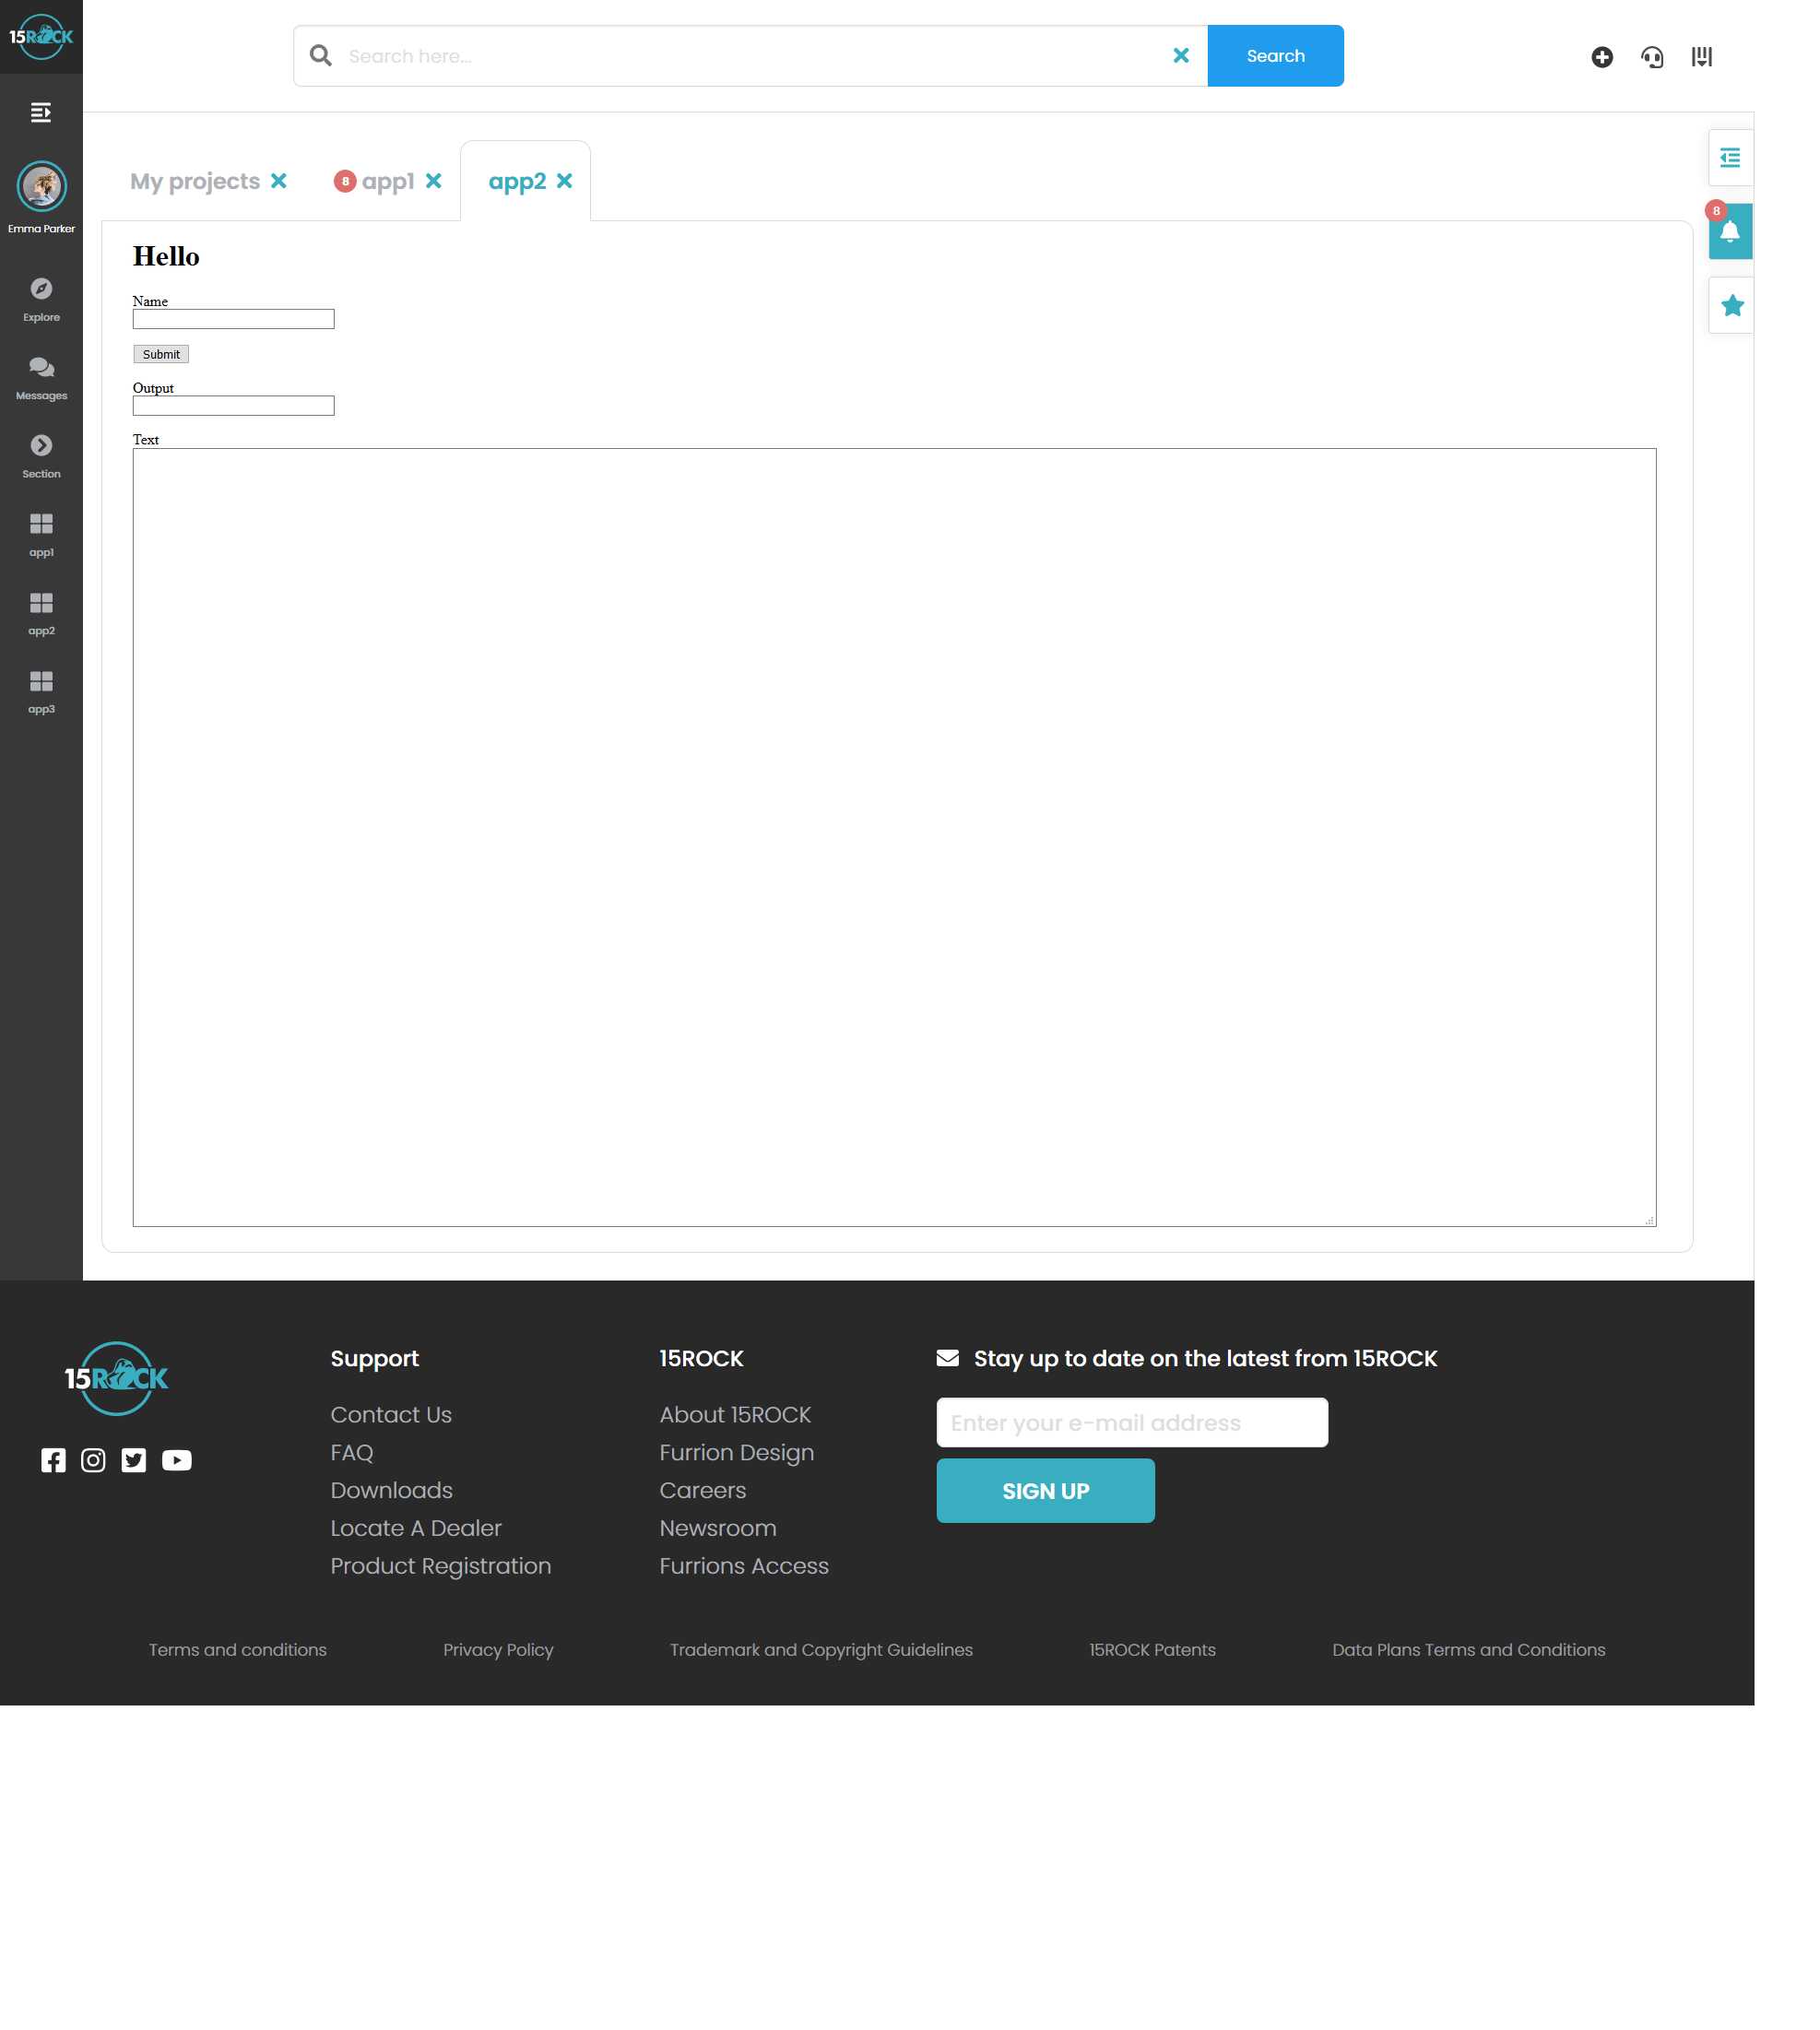 15ROCK
Search here...
Search
Emma Parker
Explore
Messages
Section
app1
app2
app3
My projects
8 app1
app2
8
Hello
Name
Submit
Output
Text
15ROCK
Support
Contact Us
FAQ
Downloads
Locate A Dealer
Product Registration
15ROCK
About 15ROCK
Furrion Design
Careers
Newsroom
Furrions Access
Stay up to date on the latest from 15ROCK
Enter your e-mail address
SIGN UP
Terms and conditions
Privacy Policy
Trademark and Copyright Guidelines
15ROCK Patents
Data Plans Terms and Conditions